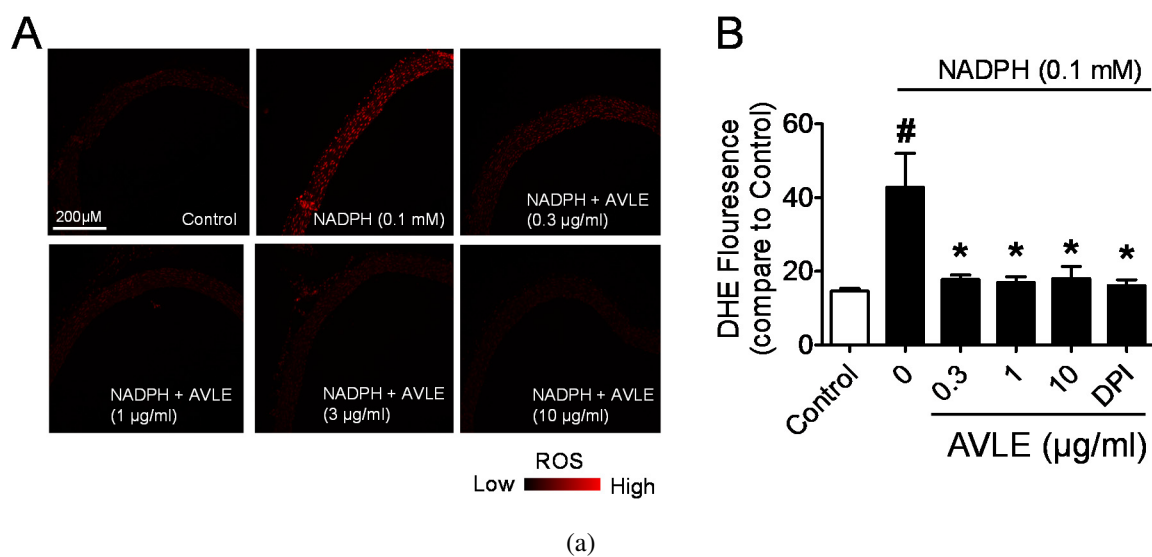 A
Control
200µM
NADPH (0.1 mM)
NADPH + AVLE
(0.3 µg/ml)
NADPH + AVLE
(1 µg/ml)
NADPH + AVLE
(3 µg/ml)
NADPH + AVLE
(10 µg/ml)
ROS
Low High
B
NADPH (0.1 mM)
DHE Flouresence
(compare to Control)
60
40
20
0
# * * * *
Control 0 0.3 1 10 DPI
AVLE (µg/ml)
(a)